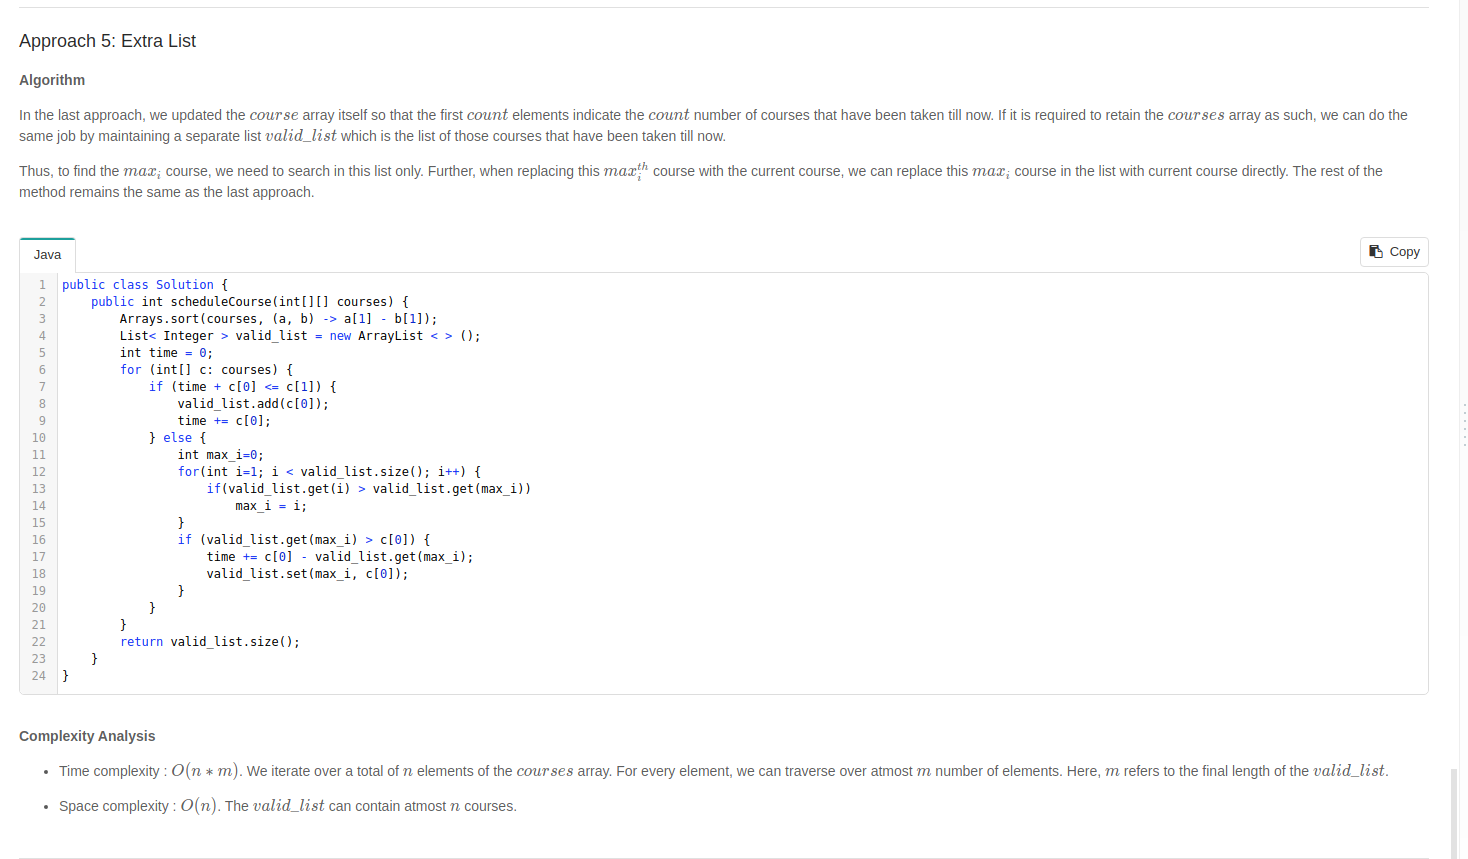 Approach 5: Extra List
Algorithm
In the last approach, we updated the course array itself so that the first count elements indicate the count number of courses that have been taken till now. If it is required to retain the courses array as such, we can do the
same job by maintaining a separate list valid_list which is the list of those courses that have been taken till now.
Thus, to find the max_i course, we need to search in this list only. Further, when replacing this max_i^th course with the current course, we can replace this max_i course in the list with current course directly. The rest of the
method remains the same as the last approach.
Java
Copy
1 public class Solution {
2     public int scheduleCourse(int[][] courses) {
3         Arrays.sort(courses, (a, b) -> a[1] - b[1]);
4         List< Integer > valid_list = new ArrayList < > ();
5         int time = 0;
6         for (int[] c: courses) {
7             if (time + c[0] <= c[1]) {
8                 valid_list.add(c[0]);
9                 time += c[0];
10             } else {
11                 int max_i=0;
12                 for(int i=1; i < valid_list.size(); i++) {
13                     if(valid_list.get(i) > valid_list.get(max_i))
14                         max_i = i;
15                 }
16                 if (valid_list.get(max_i) > c[0]) {
17                     time += c[0] - valid_list.get(max_i);
18                     valid_list.set(max_i, c[0]);
19                 }
20             }
21         }
22         return valid_list.size();
23     }
24 }
Complexity Analysis
• Time complexity : O(n * m). We iterate over a total of n elements of the courses array. For every element, we can traverse over atmost m number of elements. Here, m refers to the final length of the valid_list.
• Space complexity : O(n). The valid_list can contain atmost n courses.